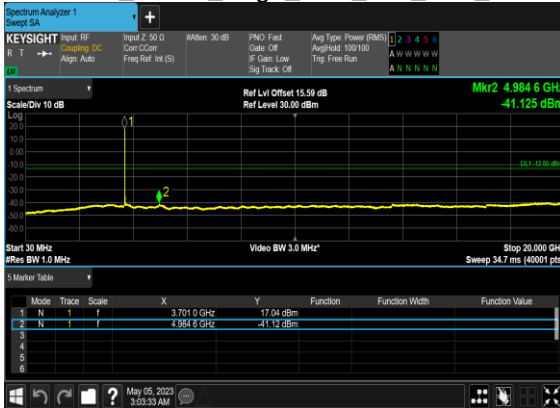 Spectrum Analyzer 1
Swept SA
+
KEYSIGHT Input: RF Input Z: 50 Ω #Atten: 30 dB PNO: Fast Avg Type: Power (RMS) 1 2 3 4 5 6
R T Coupling: DC Corr CCorr Gate: Off Avg|Hold: 100/100 A W W W W W
Align: Auto Freq Ref: Int (S) IF Gain: Low Trig: Free Run
Sig Track: Off A N N N N N
1 Spectrum Ref Lvl Offset 15.59 dB Mkr2 4.984 6 GHz
Scale/Div 10 dB Ref Level 30.00 dBm -41.125 dBm
Log
20.0
10.0
0.00
-10.0
-20.0
-30.0
-40.0
-50.0
-60.0
1
2
DL1 -13.00 dBm
Start 30 MHz Video BW 3.0 MHz* Stop 20.000 GHz
#Res BW 1.0 MHz Sweep 34.7 ms (40001 pts)
5 Marker Table
Mode Trace Scale X Y Function Function Width Function Value
1 N 1 f 3.701 0 GHz 17.04 dBm
2 N 1 f 4.984 6 GHz -41.12 dBm
3
4
5
6
? May 05, 2023
3:03:33 AM